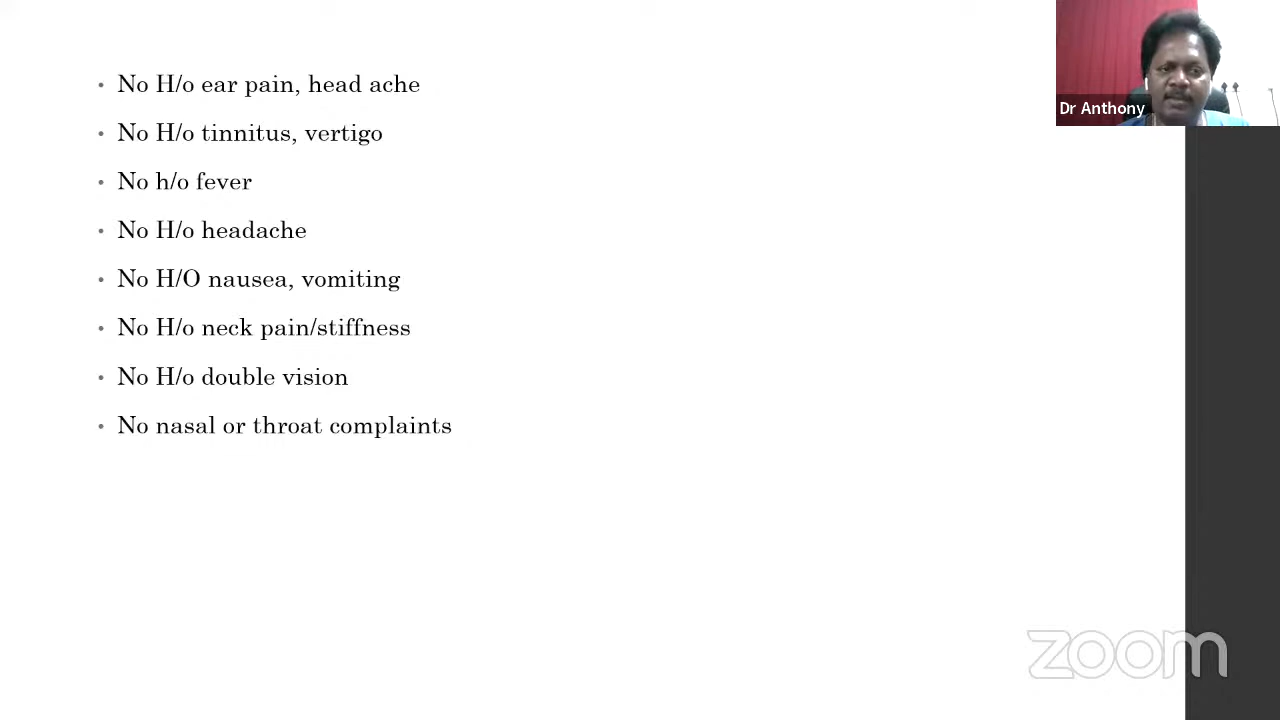 No H/o ear pain, head ache
No H/o tinnitus, vertigo
No h/o fever
No H/o headache
No H/O nausea, vomiting
No H/o neck pain/stiffness
No H/o double vision
No nasal or throat complaints
Dr Anthony
zoom